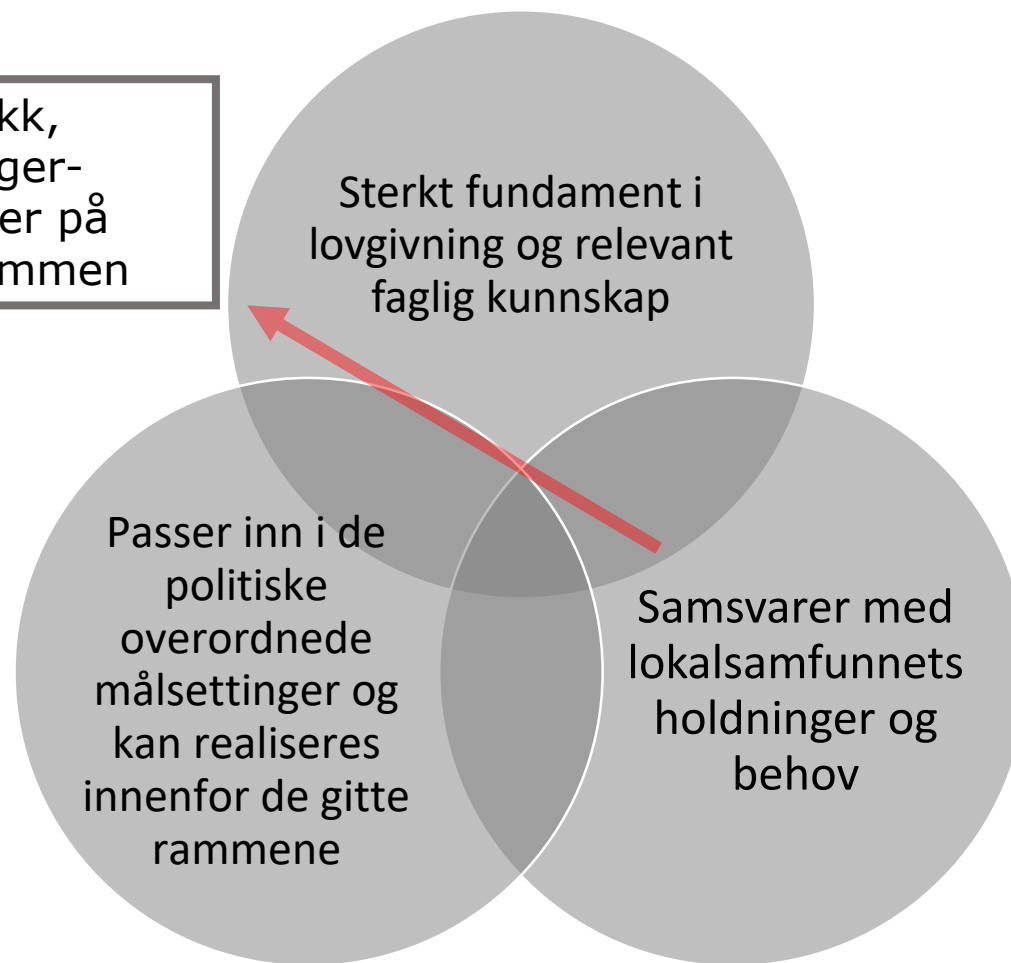 kk,
ger-
er på
mmen
Sterkt fundament i
lovgivning og relevant
faglig kunnskap
Passer inn i de
politiske
overordnede
målsettinger og
kan realiseres
innenfor de gitte
rammene
Samsvarer med
lokalsamfunnets
holdninger og
behov